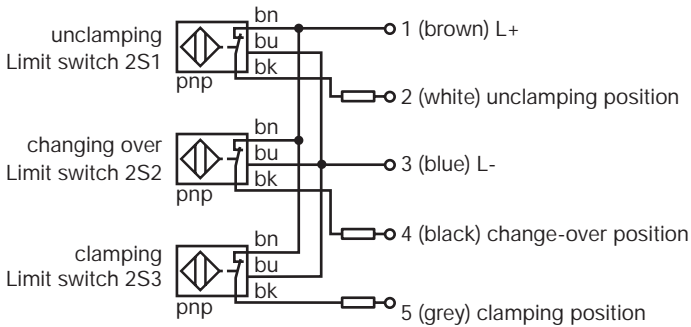 unclamping
Limit switch 2S1
pnp
bn
bu
bk
1 (brown) L+
2 (white) unclamping position
changing over
Limit switch 2S2
pnp
bn
bu
bk
3 (blue) L-
4 (black) change-over position
clamping
Limit switch 2S3
pnp
bn
bu
bk
5 (grey) clamping position